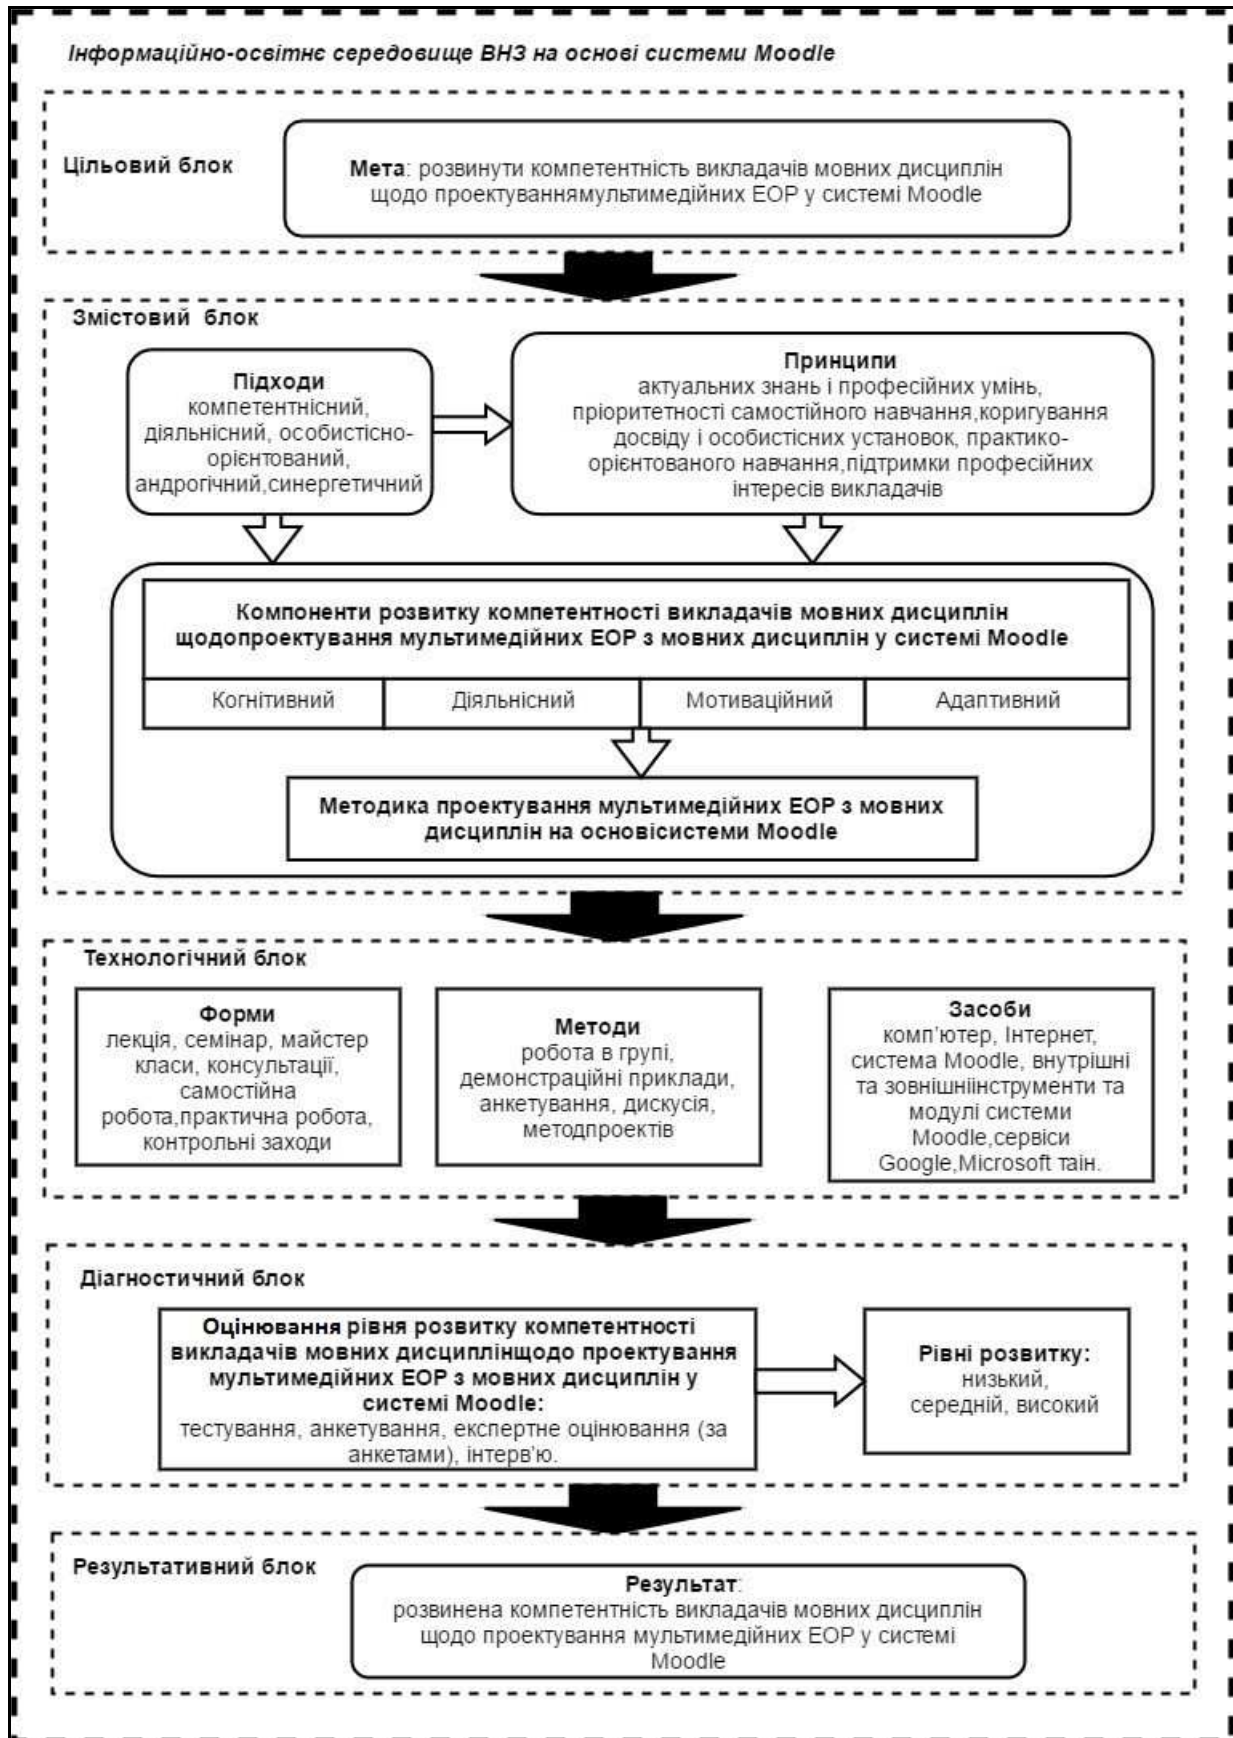 Інформаційно-освітнє середовище ВНЗ на основі системи Moodle
Цільовий блок
Мета: розвинути компетентність викладачів мовних дисциплін
щодо проектуваннямультимедійних ЕОР у системі Moodle
Змістовий блок
Підходи
компетентнісний,
діяльнісний, особистісно-
орієнтований,
андрогічний,синергетичний
Принципи
актуальних знань і професійних умінь,
пріоритетності самостійного навчання,коригування
досвіду і особистісних установок, практико-
орієнтованого навчання,підтримки професійних
інтересів викладачів
Компоненти розвитку компетентності викладачів мовних дисциплін
щодопроектування мультимедійних ЕОР з мовних дисциплін у системі Moodle
Когнітивний
Діяльнісний
Мотиваційний
Адаптивний
Методика проектування мультимедійних ЕОР з мовних
дисциплін на основісистеми Moodle
Технологічний блок
Форми
лекція, семінар, майстер
класи, консультації,
самостійна
робота,практична робота,
контрольні заходи
Методи
робота в групі,
демонстраційні приклади,
анкетування, дискусія,
методпроектів
Засоби
комп'ютер, Інтернет,
система Moodle, внутрішні
та зовнішніінструменти та
модулі системи
Moodle,сервіси
Google,Microsoft таін.
Діагностичний блок
Оцінювання рівня розвитку компетентності
викладачів мовних дисциплінщодо проектування
мультимедійних ЕОР з мовних дисциплін у
системі Moodle:
тестування, анкетування, експертне оцінювання (за
анкетами), інтерв'ю.
Рівні розвитку:
низький,
середній, високий
Результативний блок
Результат:
розвинена компетентність викладачів мовних дисциплін
щодо проектування мультимедійних ЕОР у системі
Moodle